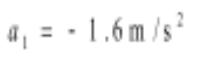 a₁ = - 1.6 m/s²